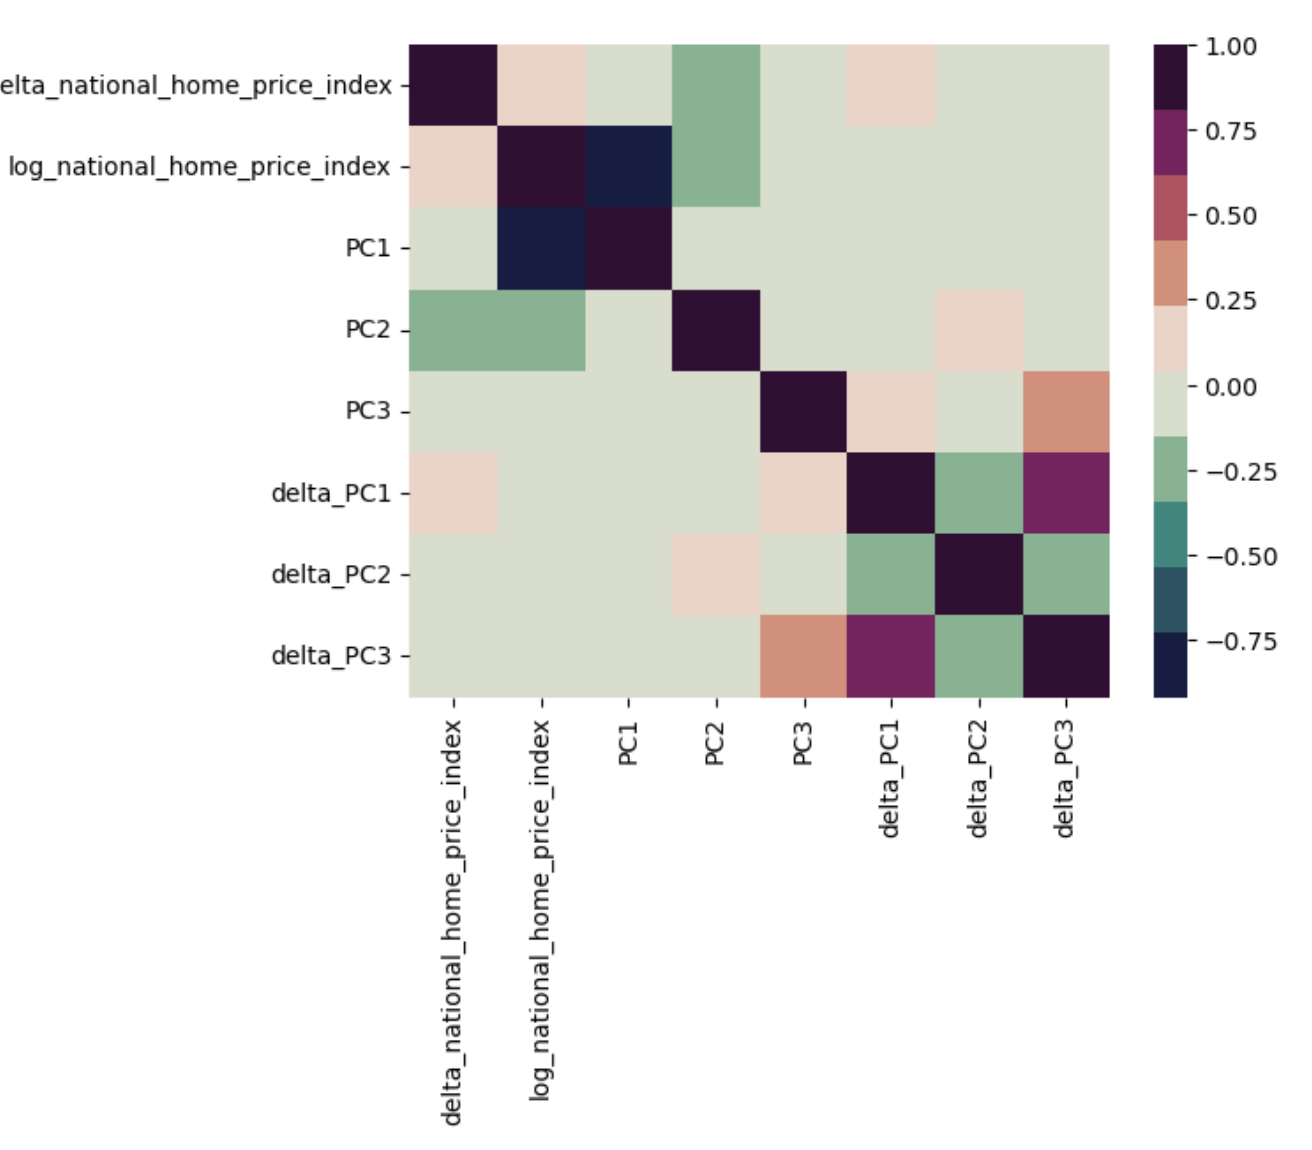 elta_national_home_price_index
log_national_home_price_index
PC1
PC2
PC3
delta_PC1
delta_PC2
delta_PC3
delta_national_home_price_index
log_national_home_price_index
PC1
PC2
PC3
delta_PC1
delta_PC2
delta_PC3
1.00
0.75
0.50
0.25
0.00
−0.25
−0.50
−0.75